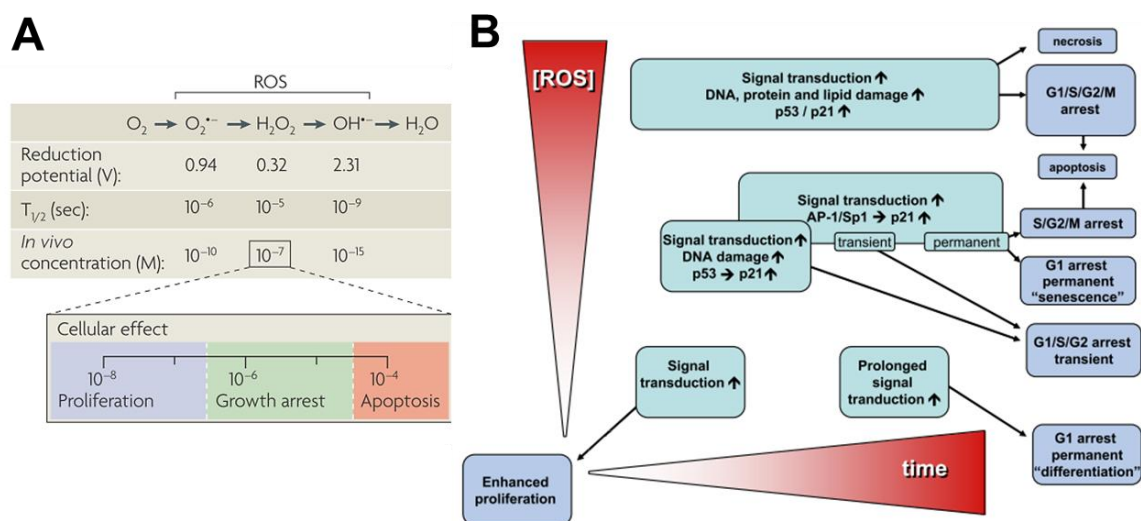 A
ROS
O₂ → O₂•⁻ → H₂O₂ → OH•⁻ → H₂O
Reduction
potential (V): 0.94 0.32 2.31
T1/2 (sec): 10⁻⁶ 10⁻⁵ 10⁻⁹
In vivo
concentration (M): 10⁻¹⁰ 10⁻⁷ 10⁻¹⁵
Cellular effect
10⁻⁸ 10⁻⁶ 10⁻⁴
Proliferation Growth arrest Apoptosis
B
[ROS]
Signal transduction ↑
DNA, protein and lipid damage ↑
p53 / p21 ↑
necrosis
G1/S/G2/M
arrest
apoptosis
Signal transduction ↑
AP-1/Sp1 → p21 ↑
transient
permanent
S/G2/M arrest
Signal transduction ↑
DNA damage ↑
p53 → p21 ↑
G1 arrest
permanent
“senescence”
G1/S/G2 arrest
transient
Signal
transduction ↑
Prolonged
signal
tranduction ↑
G1 arrest
permanent
“differentiation”
time
Enhanced
proliferation